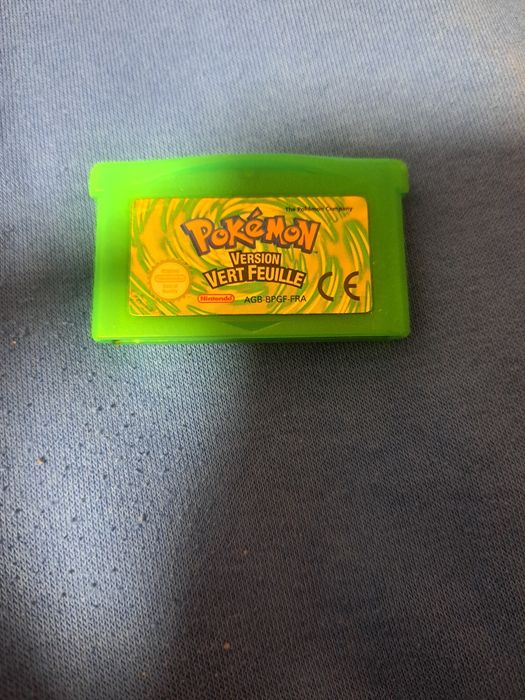 The Pokémon Company
POKéMON
VERSION
VERT FEUILLE
Nintendo
AGB-BPGF-FRA
CE